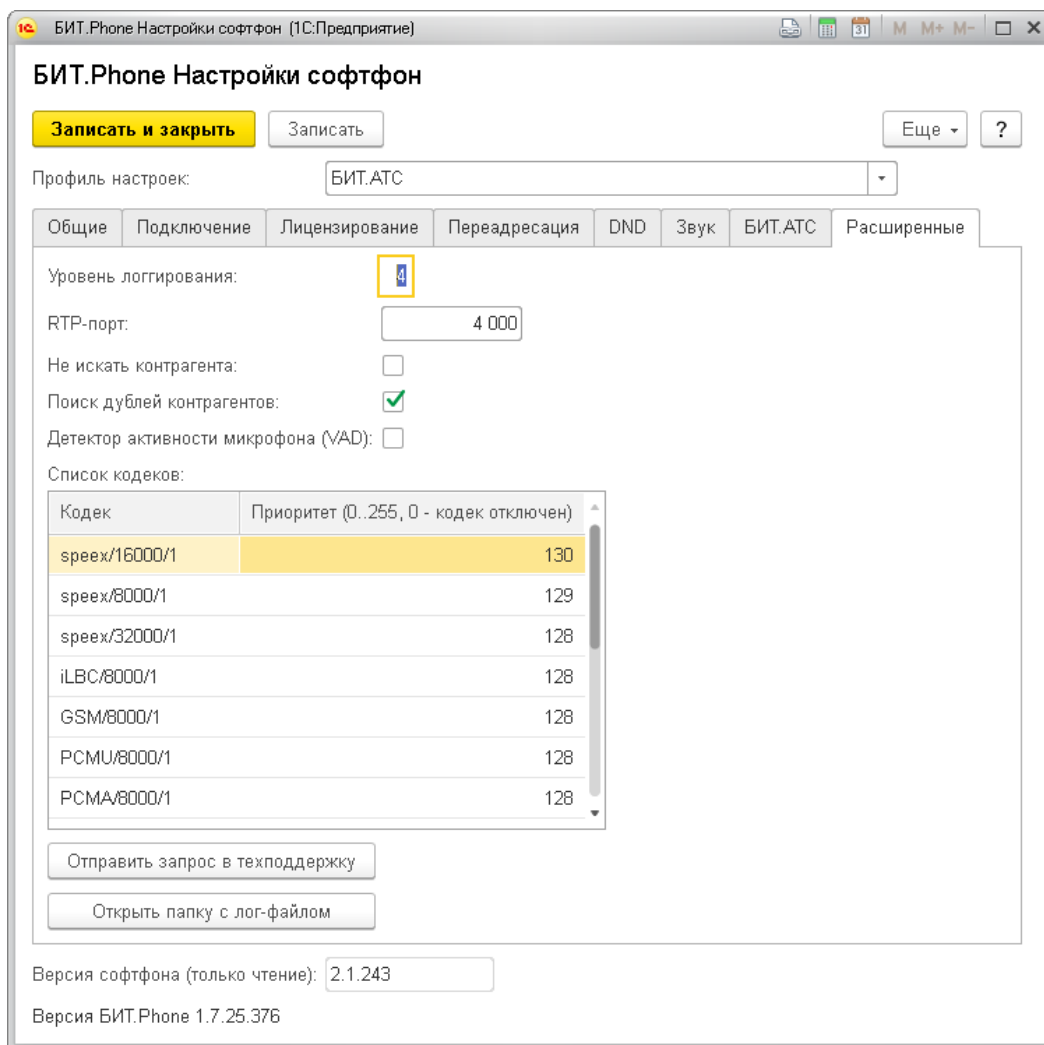 1С БИТ.Phone Настройки софтфон (1С:Предприятие) 31 M M+ M-
БИТ.Phone Настройки софтфон
Записать и закрыть Записать Еще ?
Профиль настроек: БИТ.АТС
Общие Подключение Лицензирование Переадресация DND Звук БИТ.АТС Расширенные
Уровень логгирования: 4
RTP-порт: 4 000
Не искать контрагента:
Поиск дублей контрагентов:
Детектор активности микрофона (VAD):
Список кодеков:
Кодек Приоритет (0..255, 0 - кодек отключен)
speex/16000/1 130
speex/8000/1 129
speex/32000/1 128
iLBC/8000/1 128
GSM/8000/1 128
PCMU/8000/1 128
PCMA/8000/1 128
Отправить запрос в техподдержку
Открыть папку с лог-файлом
Версия софтфона (только чтение): 2.1.243
Версия БИТ.Phone 1.7.25.376